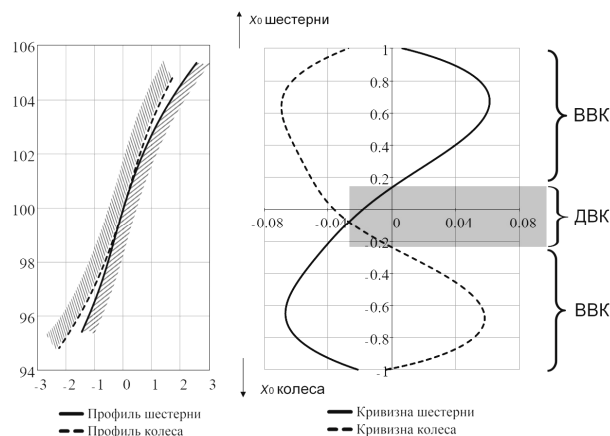 x₀ шестерни
106
104
102
100
98
96
94
-3 -2 -1 0 1 2 3
1
0.8
0.6
0.4
0.2
-0.08 -0.04 0 0.04 0.08
-0.2
-0.4
-0.6
-0.8
-1
ВВК
ДВК
ВВК
x₀ колеса
Профиль шестерни
Профиль колеса
Кривизна шестерни
Кривизна колеса